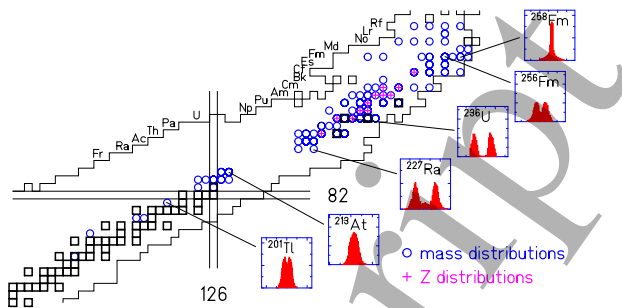 258Fm
256Fm
236U
227Ra
213At
201Tl
Rf
Lr
No
Md
Fm
Es
Cf
Bk
Cm
Am
Pu
Np
U
Pa
Th
Ac
Ra
Fr
82
126
mass distributions
+ Z distributions
ript